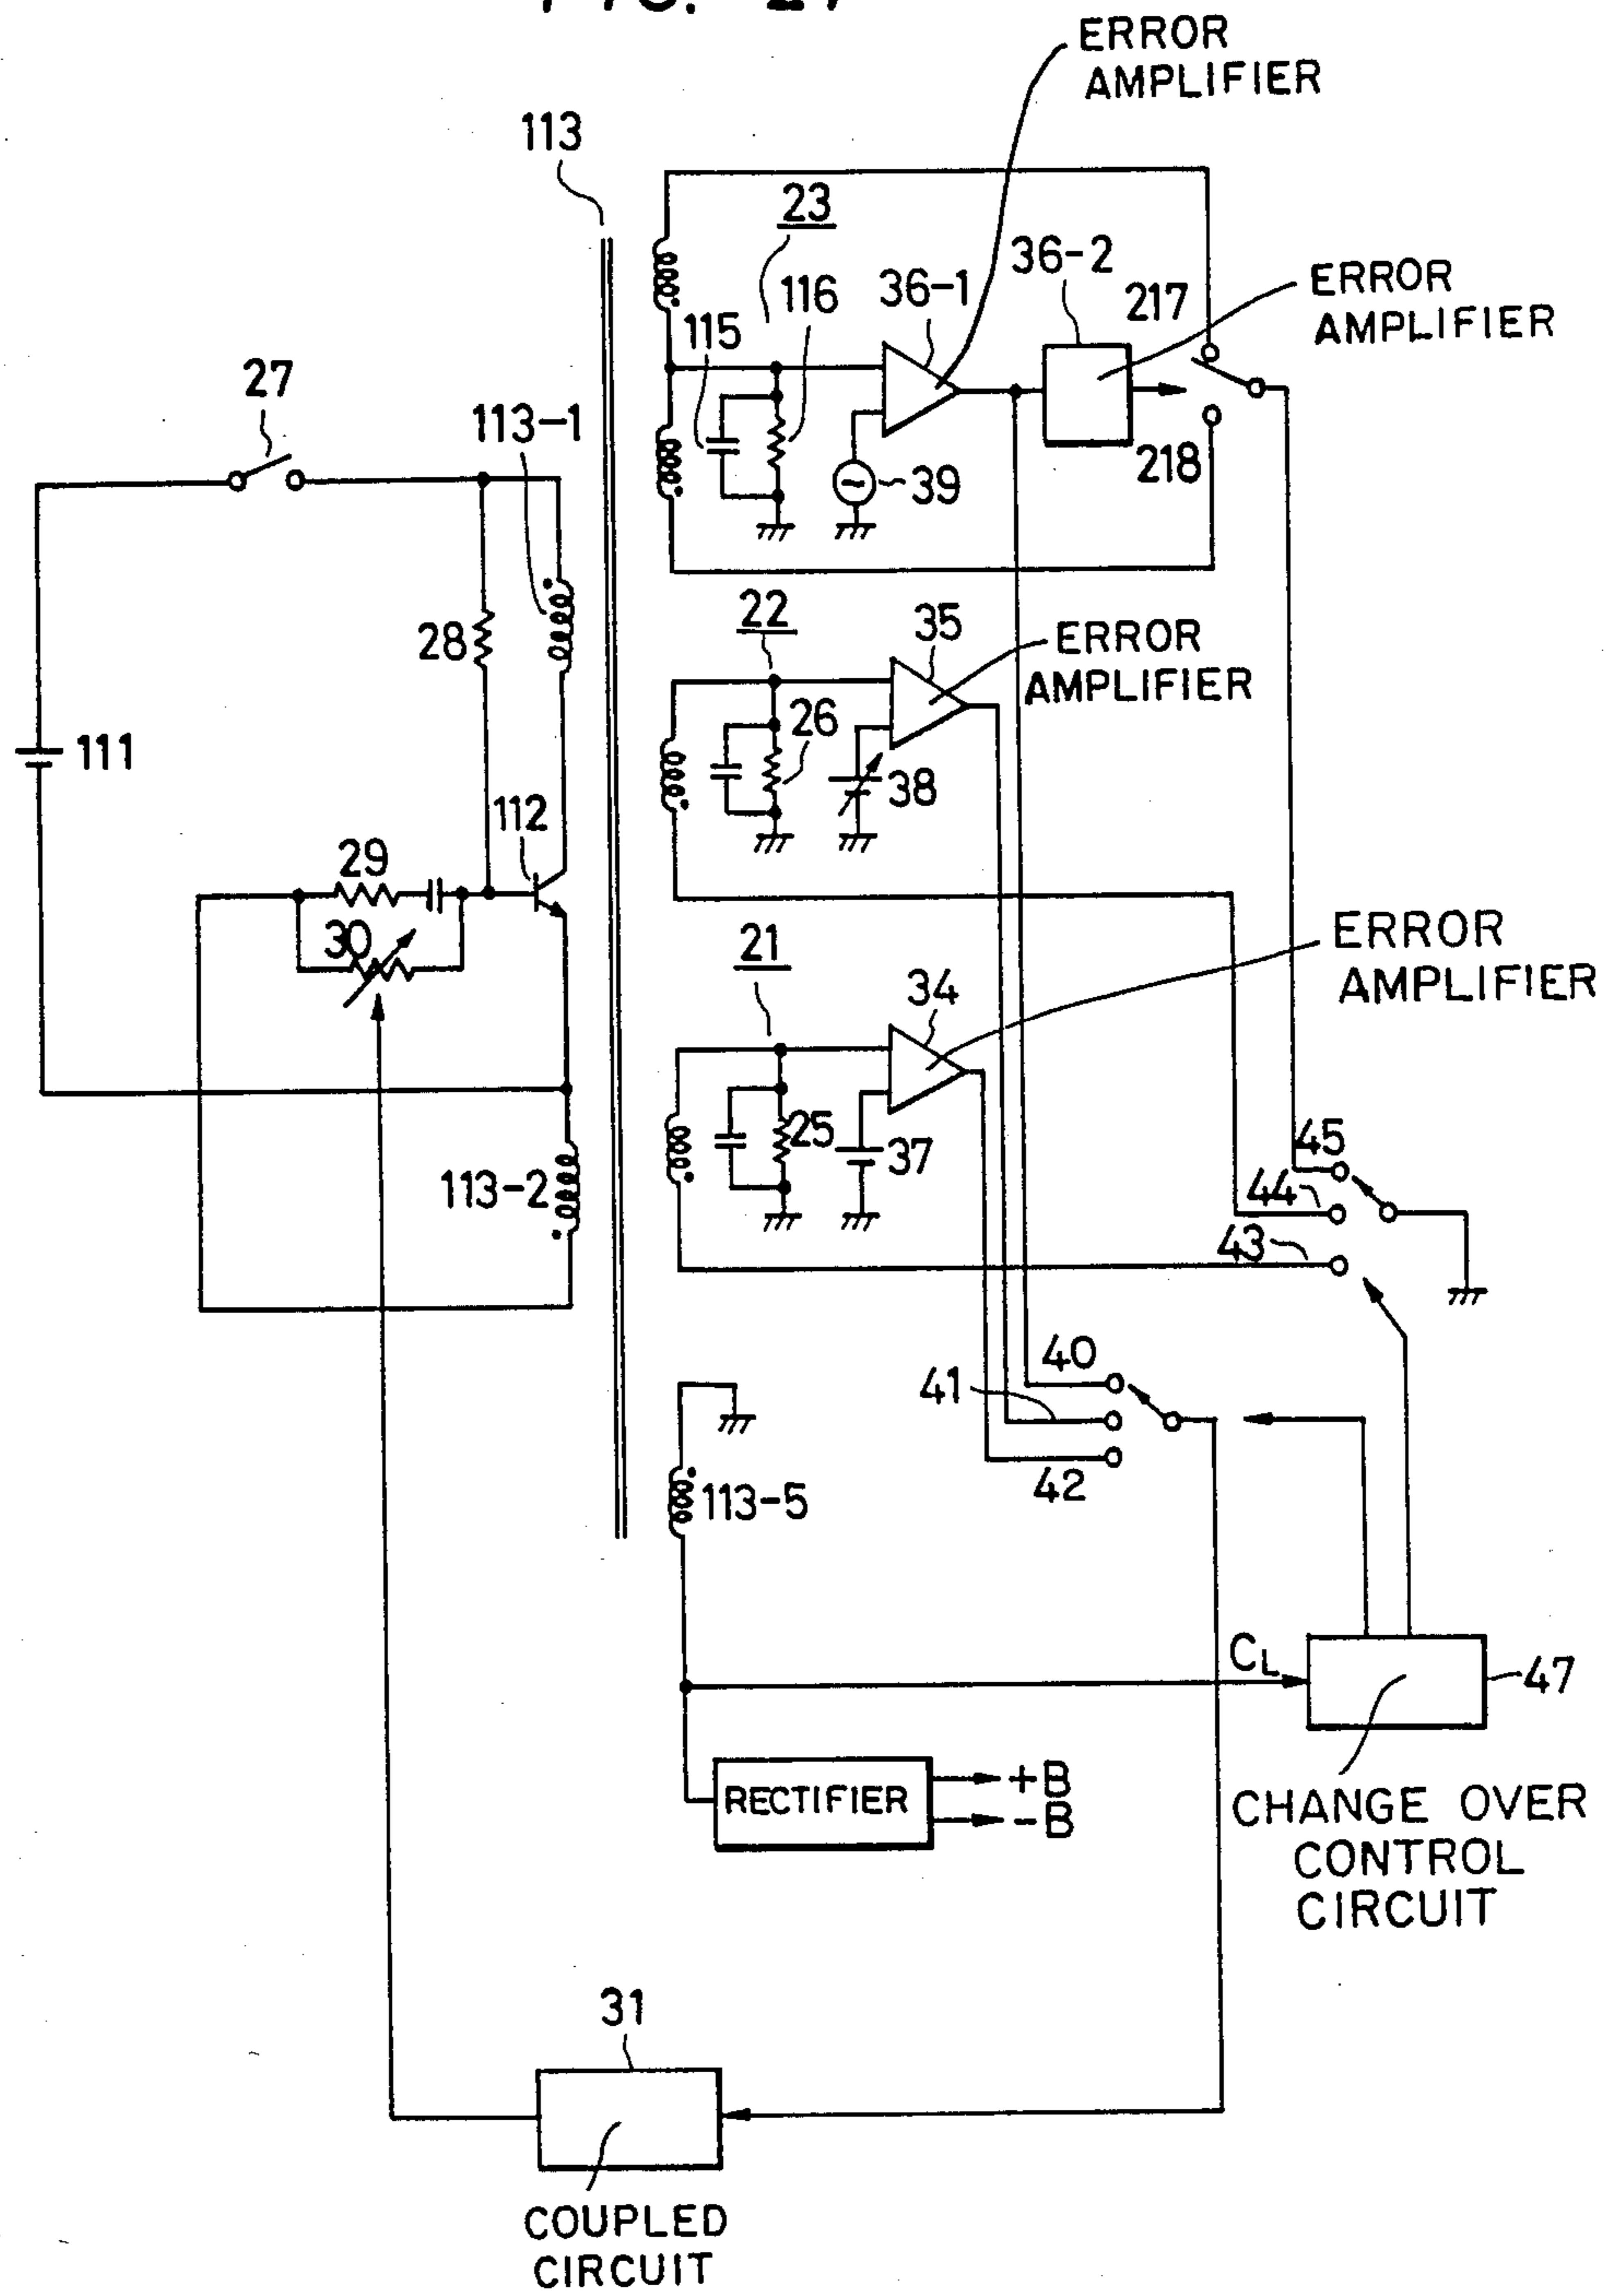 ERROR
AMPLIFIER
113
23
36-2
ERROR
AMPLIFIER
217
116
36-1
115
27
113-1
39
218
22
35
ERROR
AMPLIFIER
28
26
111
38
112
29
30
21
34
ERROR
AMPLIFIER
25
37
45
113-2
44
43
40
41
42
113-5
CL
47
RECTIFIER
+B
-B
CHANGE OVER
CONTROL
CIRCUIT
31
COUPLED
CIRCUIT